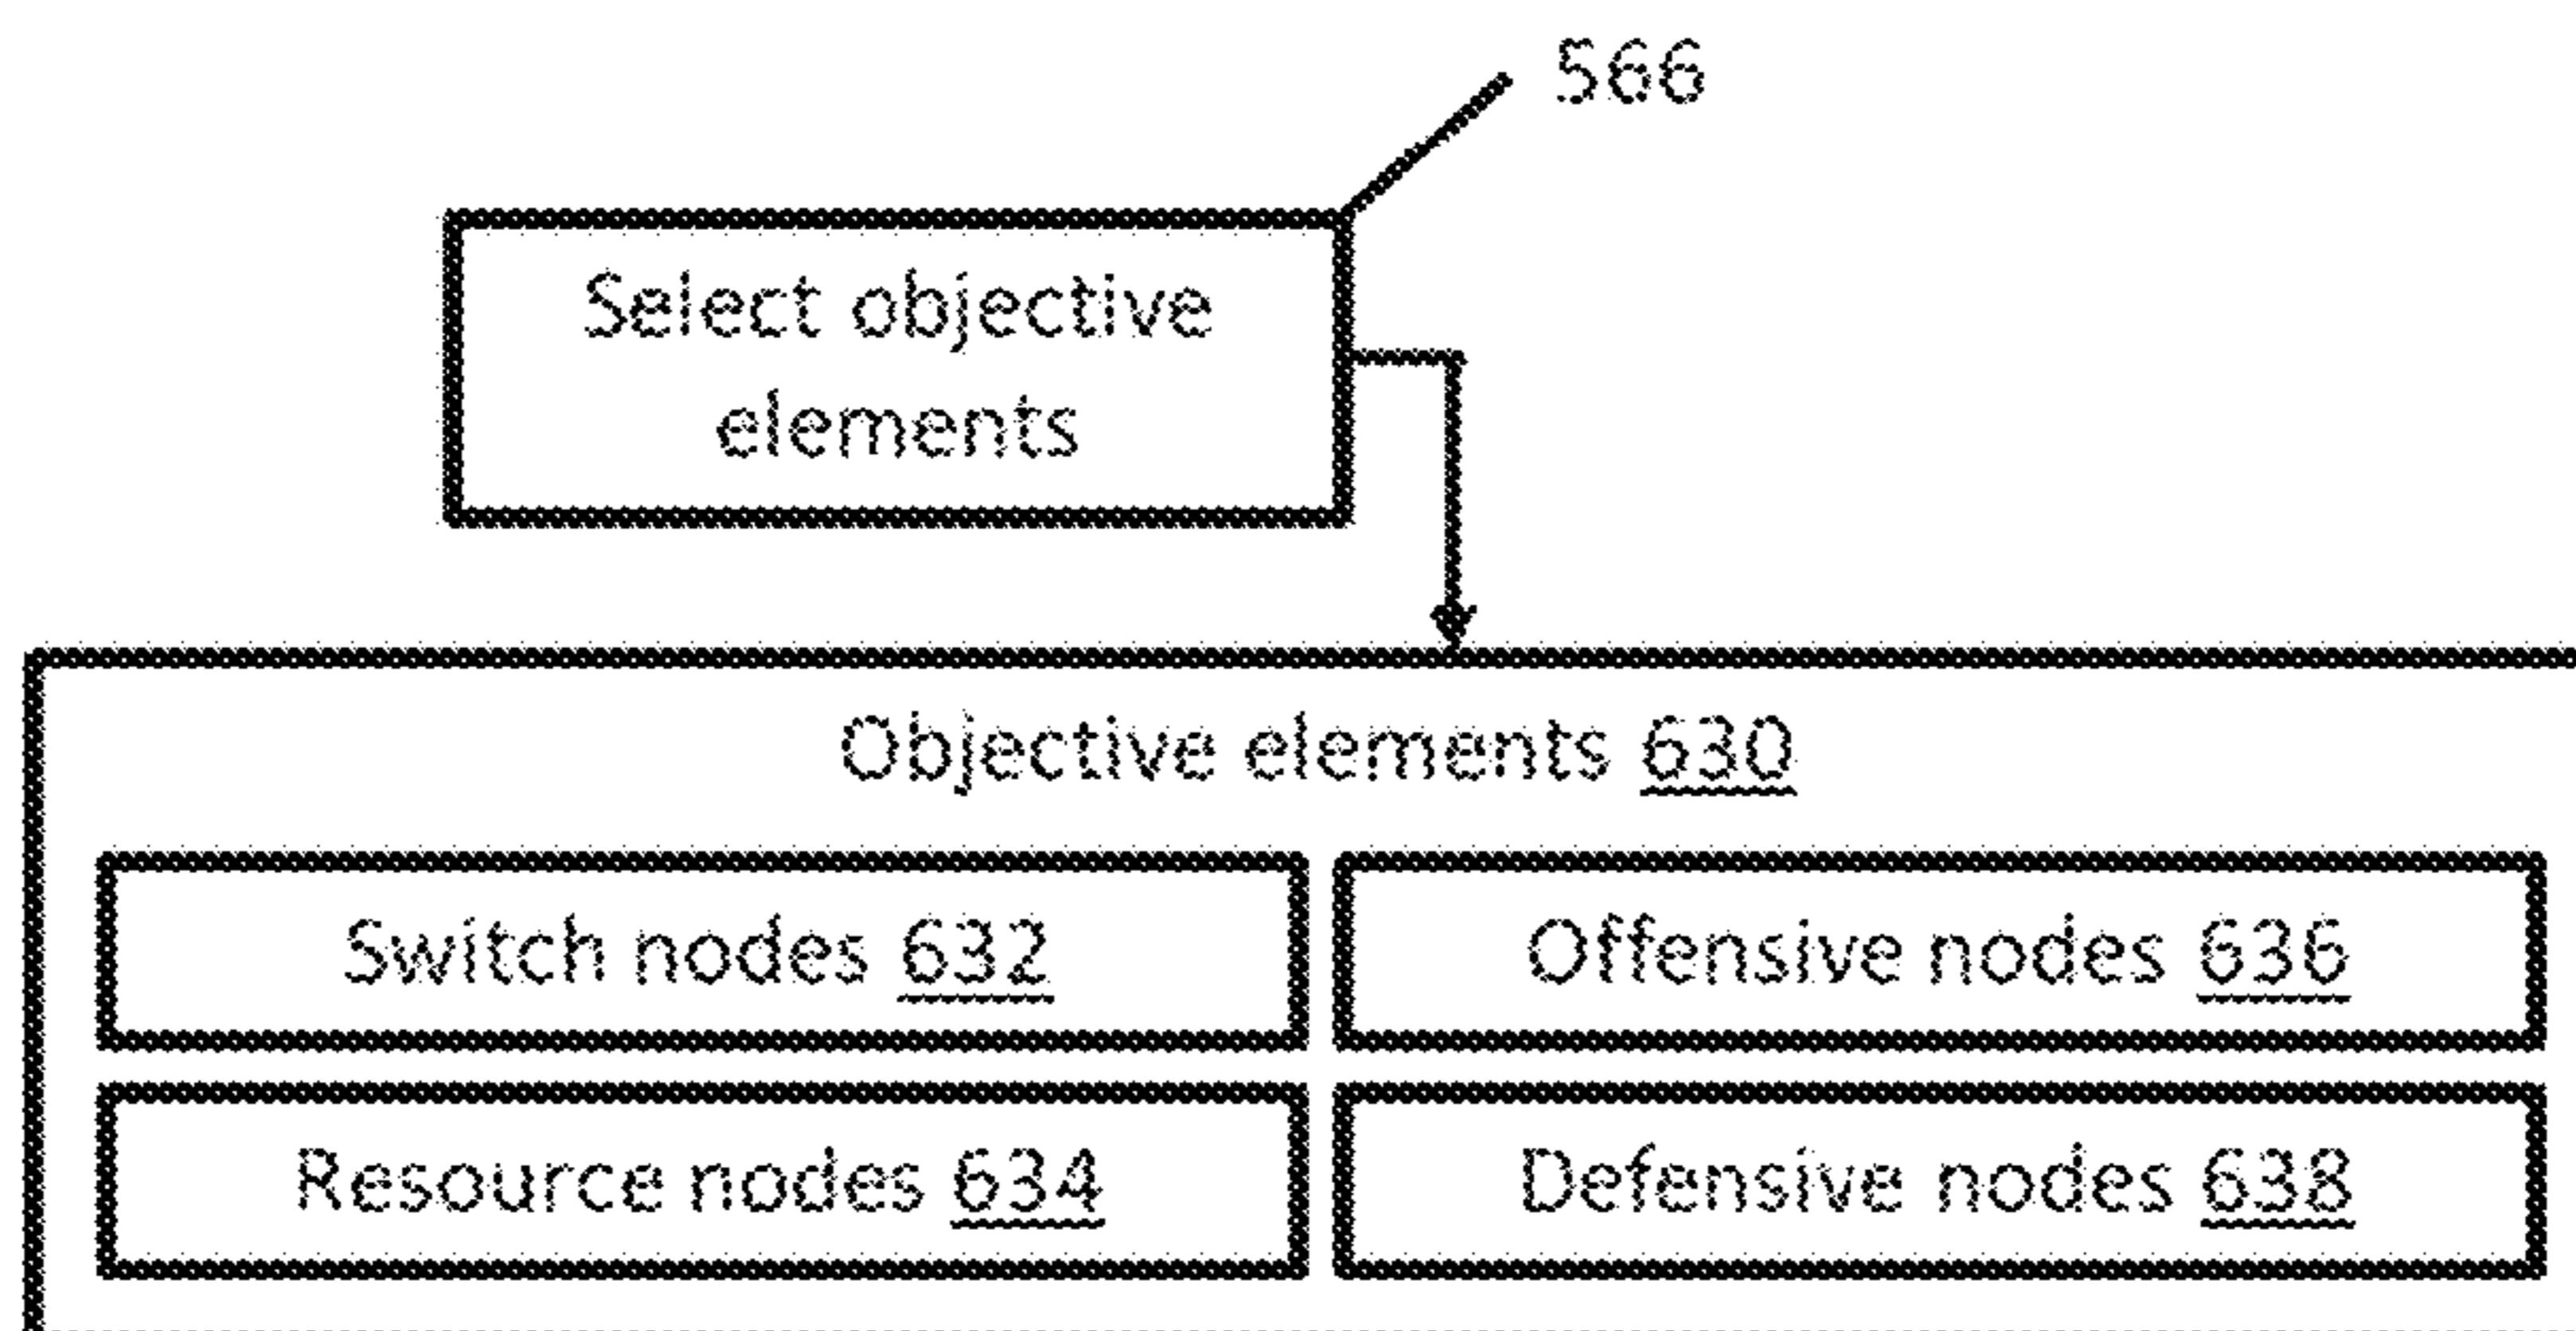 566
Select objective
elements
Objective elements 630
Switch nodes 632
Offensive nodes 636
Resource nodes 634
Defensive nodes 638